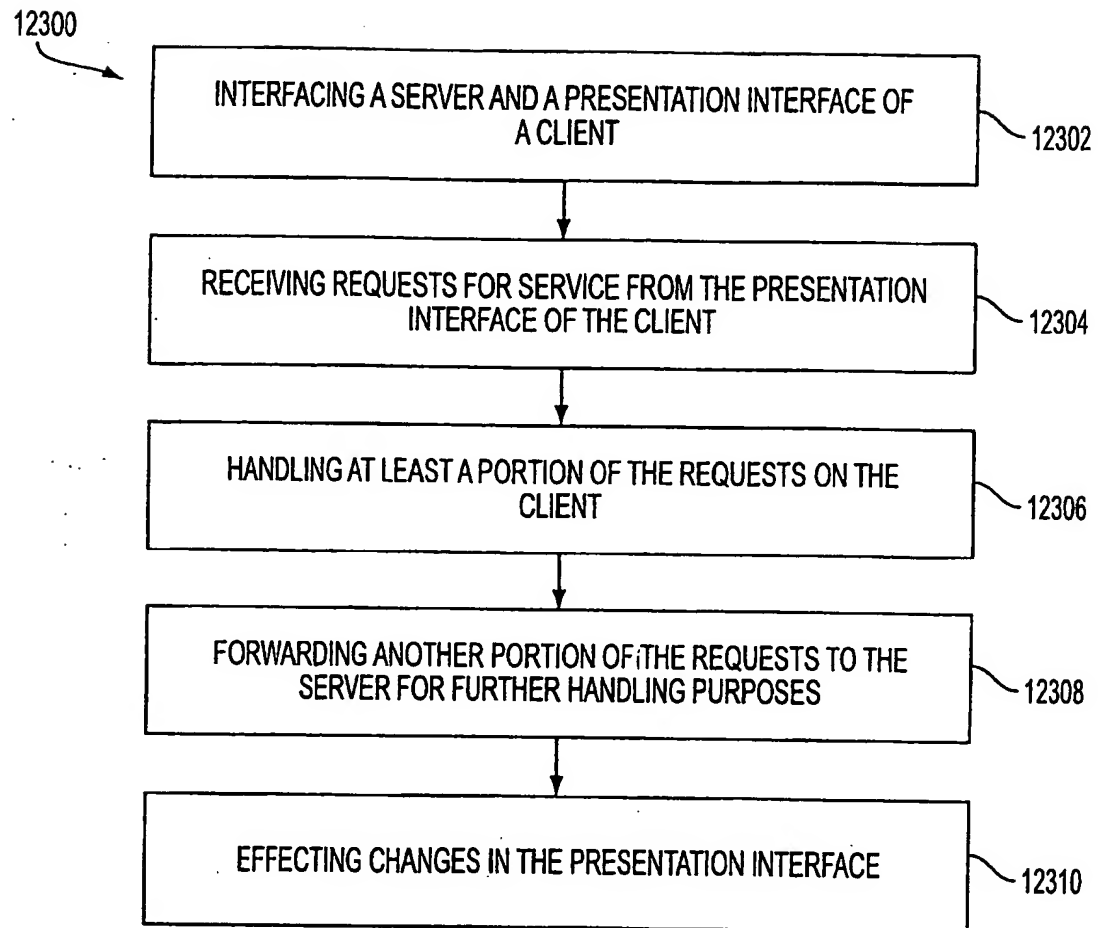 12300
INTERFACING A SERVER AND A PRESENTATION INTERFACE OF
A CLIENT
12302
RECEIVING REQUESTS FOR SERVICE FROM THE PRESENTATION
INTERFACE OF THE CLIENT
12304
HANDLING AT LEAST A PORTION OF THE REQUESTS ON THE
CLIENT
12306
FORWARDING ANOTHER PORTION OF THE REQUESTS TO THE
SERVER FOR FURTHER HANDLING PURPOSES
12308
EFFECTING CHANGES IN THE PRESENTATION INTERFACE
12310